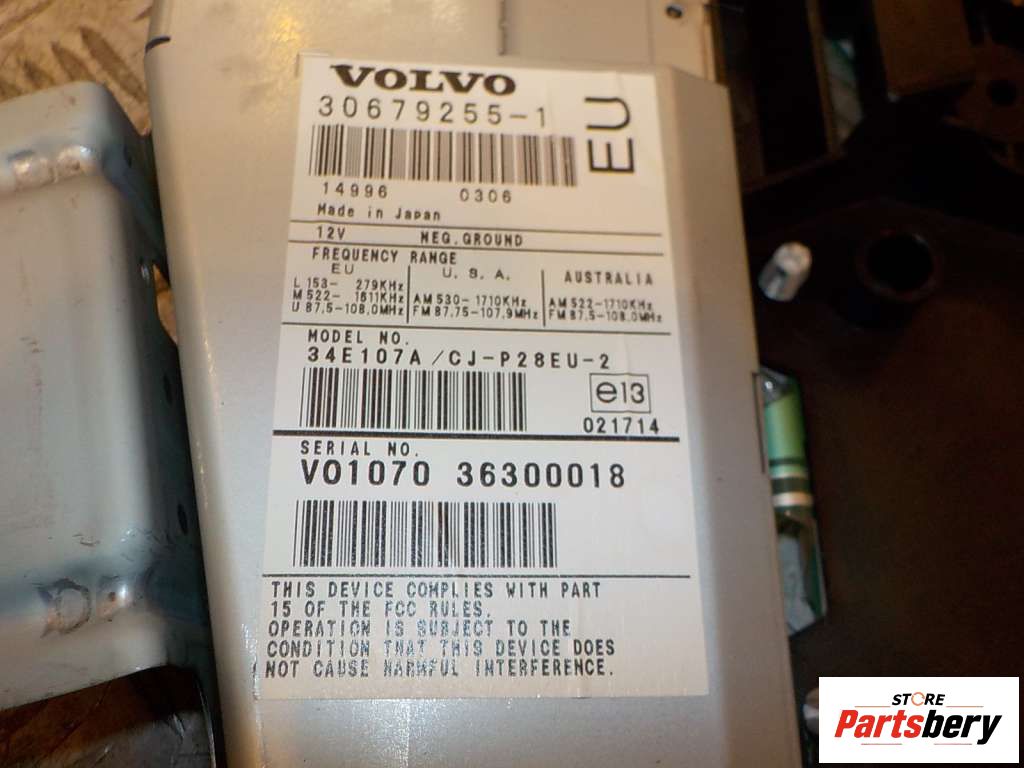 VOLVO
30679255-1
EU
14996 0306
Made in Japan
12V NEG.GROUND
FREQUENCY RANGE
EU U.S.A. AUSTRALIA
L 153- 279KHz
M 522- 1611KHz AM 530-1710KHz AM 522-1710KHz
U 87.5-108.0MHz FM 87.75-107.9MHz FM 87.5-108.0MHz
MODEL NO.
34E107A/CJ-P28EU-2
e13
021714
SERIAL NO.
VO1070 36300018
THIS DEVICE COMPLIES WITH PART
15 OF THE FCC RULES.
OPERATION IS SUBJECT TO THE
CONDITION THAT THIS DEVICE DOES
NOT CAUSE HARMFUL INTERFERENCE.
STORE
Partsbery